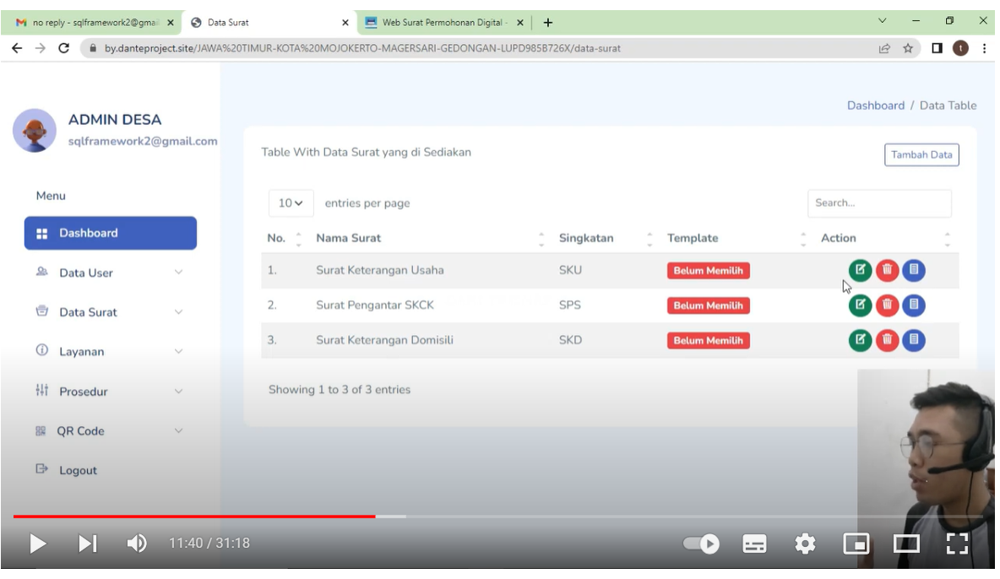 no reply - sqlframework2@gmai
Data Surat
Web Surat Permohonan Digital -
by.danteproject.site/JAWA%20TIMUR-KOTA%20MOJOKERTO-MAGERSARI-GEDONGAN-LUPD985B726X/data-surat
t
ADMIN DESA
sqlframework2@gmail.com
Dashboard / Data Table
Table With Data Surat yang di Sediakan
Tambah Data
Menu
10 entries per page
Search...
Dashboard
Data User
Data Surat
Layanan
Prosedur
QR Code
Logout
No. Nama Surat Singkatan Template Action
1. Surat Keterangan Usaha SKU Belum Memilih
2. Surat Pengantar SKCK SPS Belum Memilih
3. Surat Keterangan Domisili SKD Belum Memilih
Showing 1 to 3 of 3 entries
11:40 / 31:18